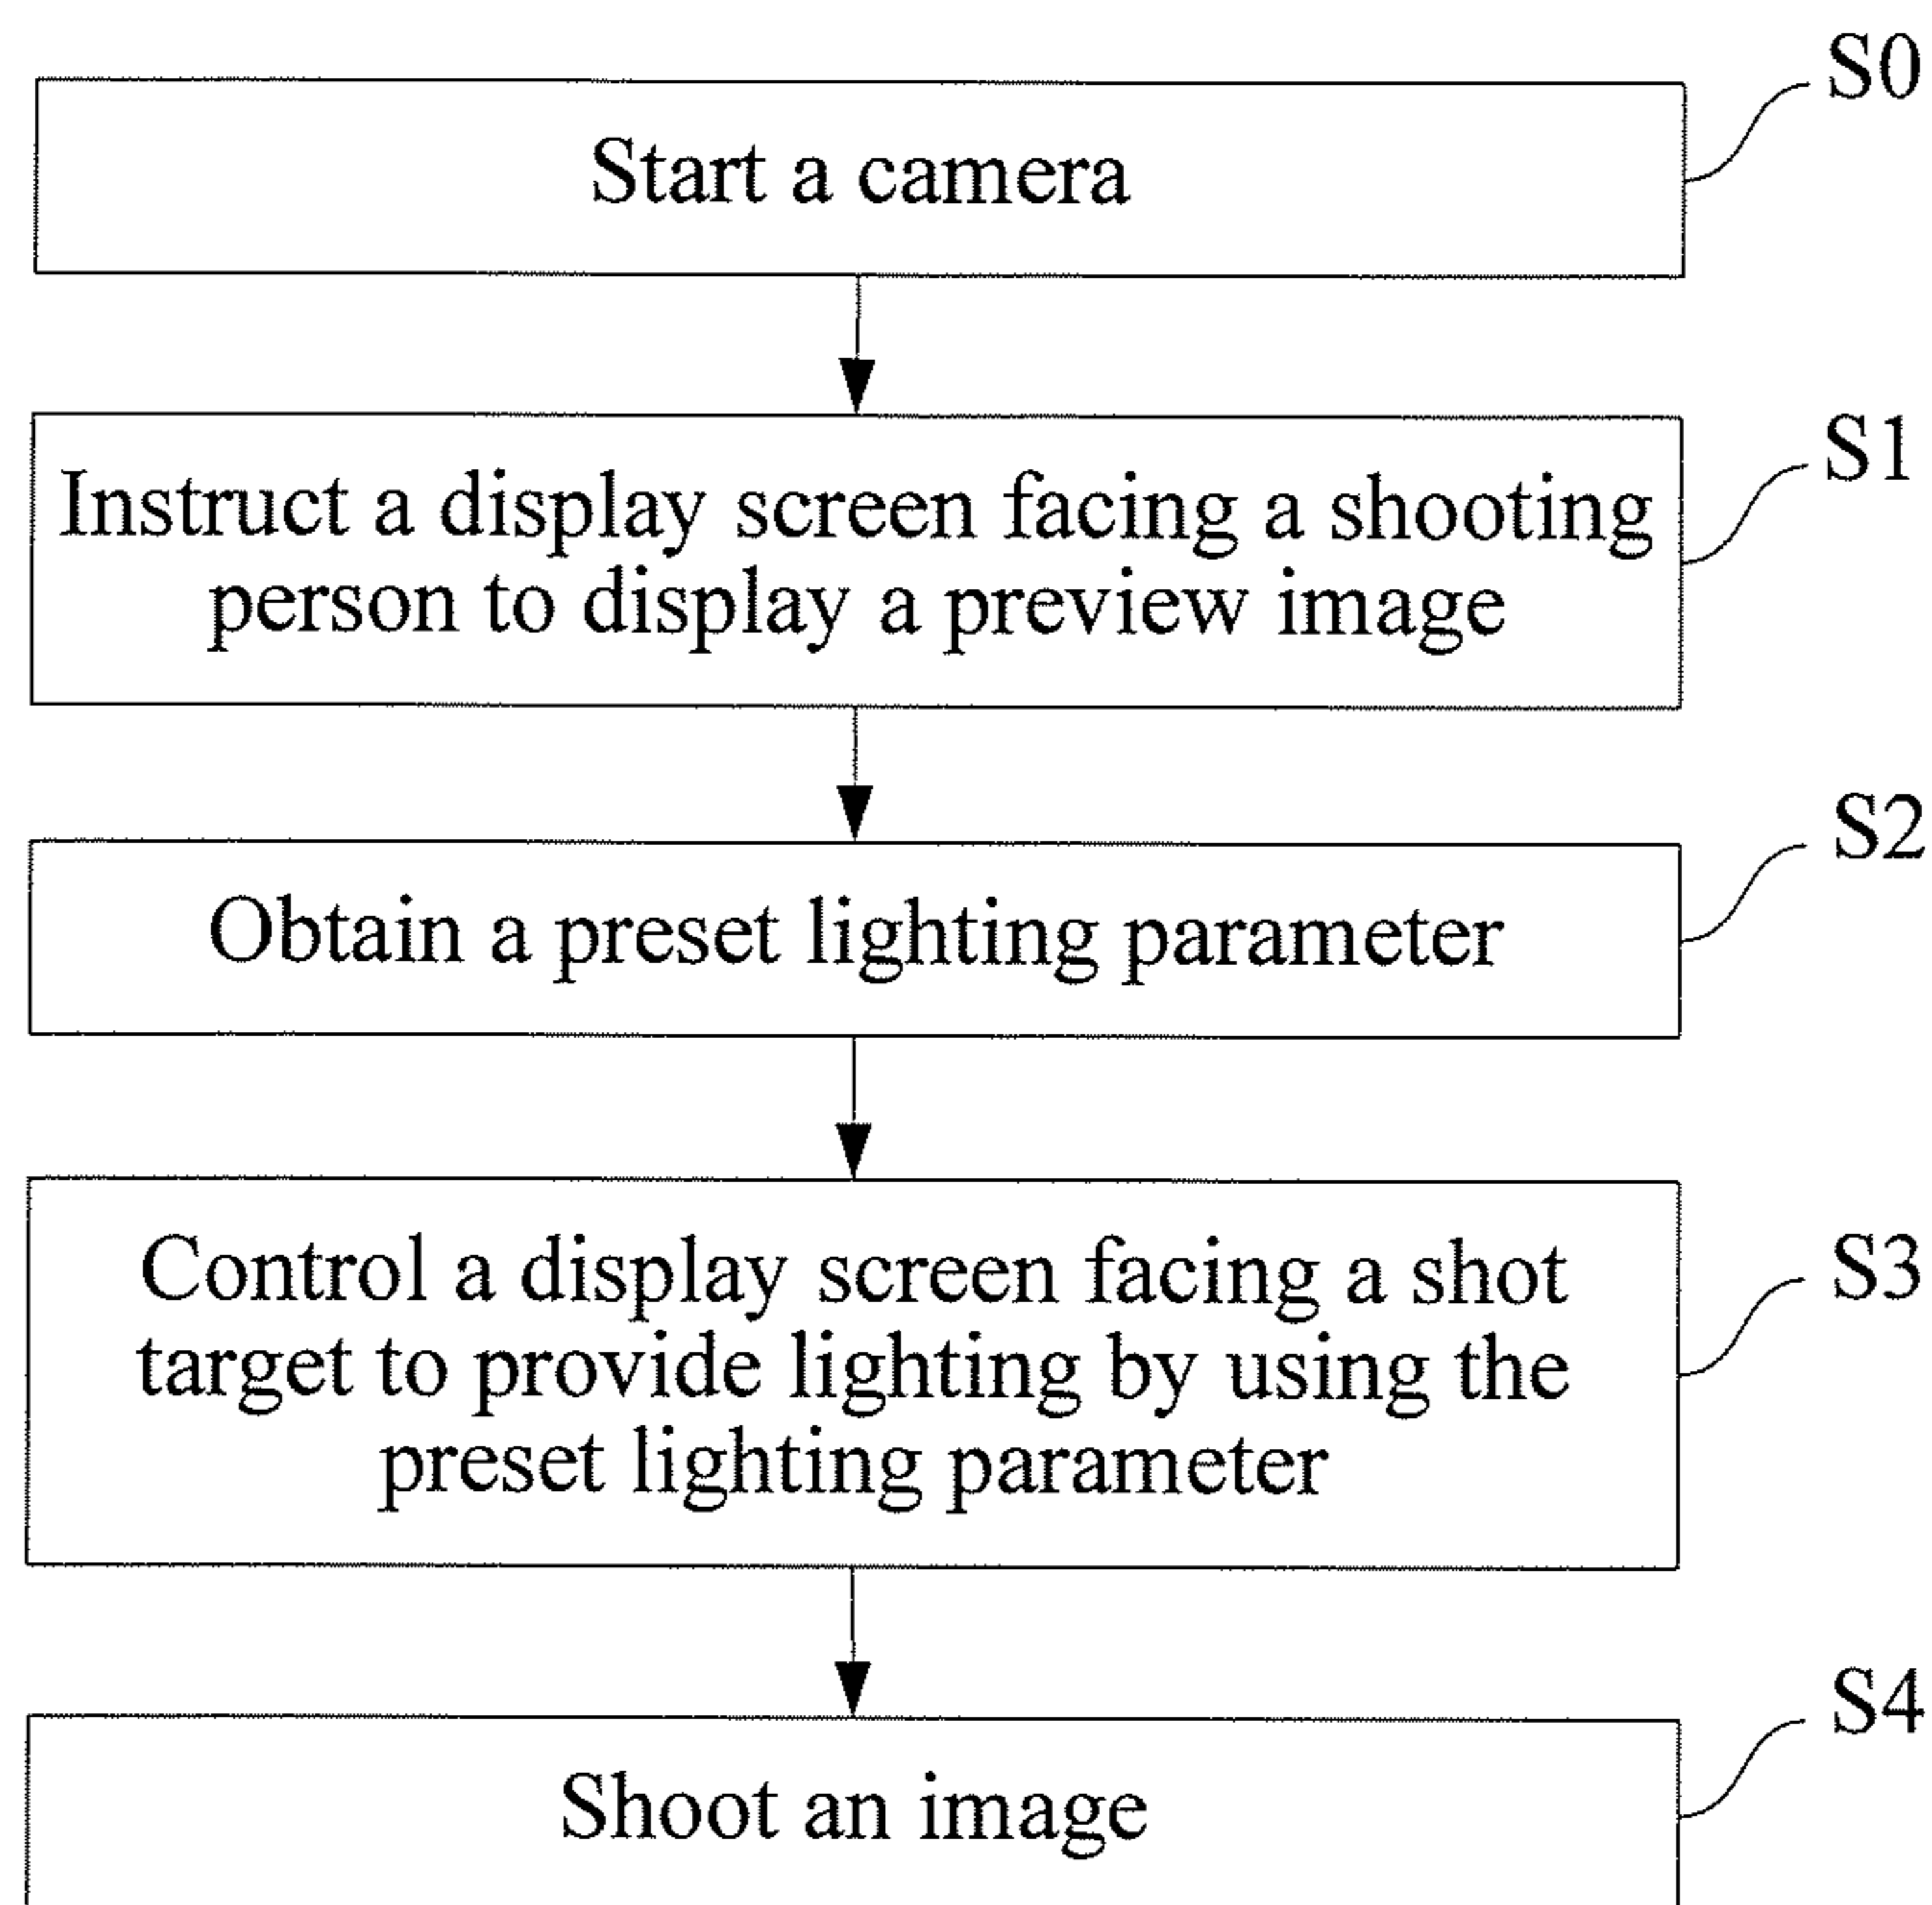 S0
Start a camera
S1
Instruct a display screen facing a shooting
person to display a preview image
S2
Obtain a preset lighting parameter
S3
Control a display screen facing a shot
target to provide lighting by using the
preset lighting parameter
S4
Shoot an image